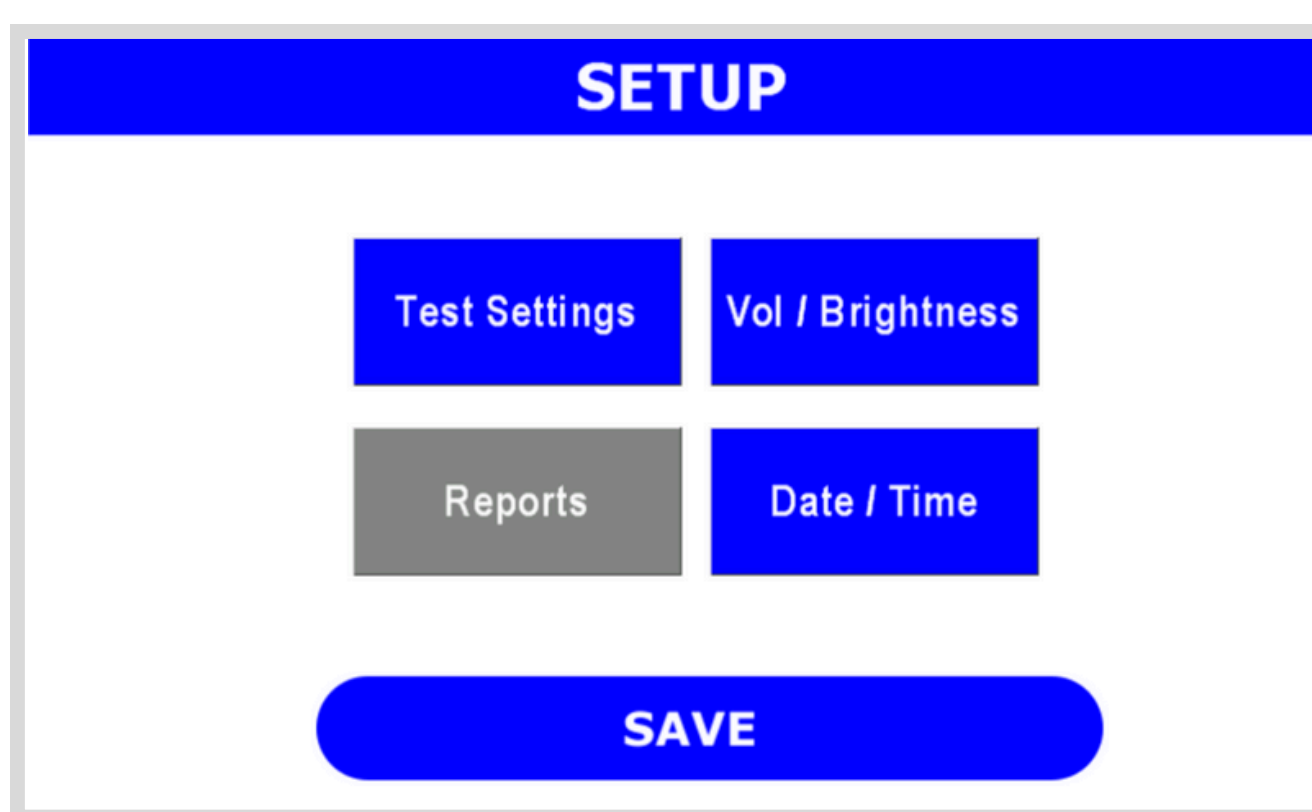 SETUP
Test Settings
Vol / Brightness
Reports
Date / Time
SAVE